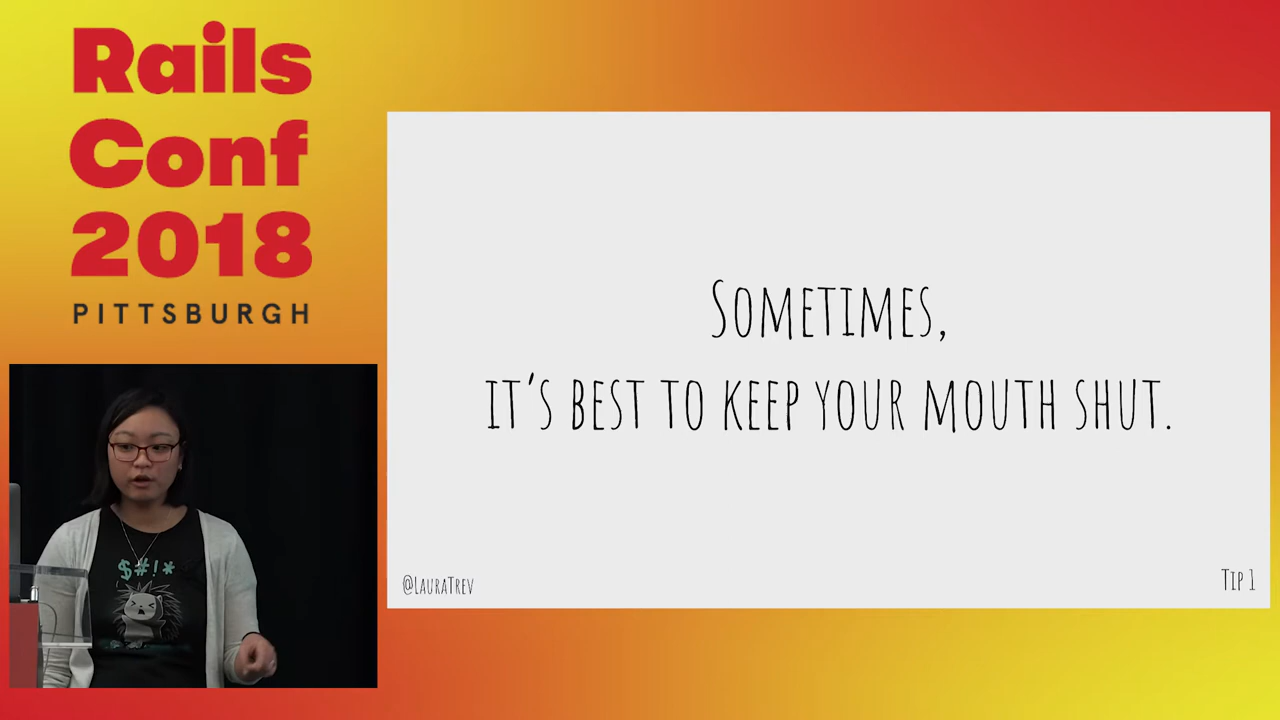 Rails
Conf
2018
PITTSBURGH
SOMETIMES,
IT'S BEST TO KEEP YOUR MOUTH SHUT.
@LAURATREV
TIP 1
$#!*